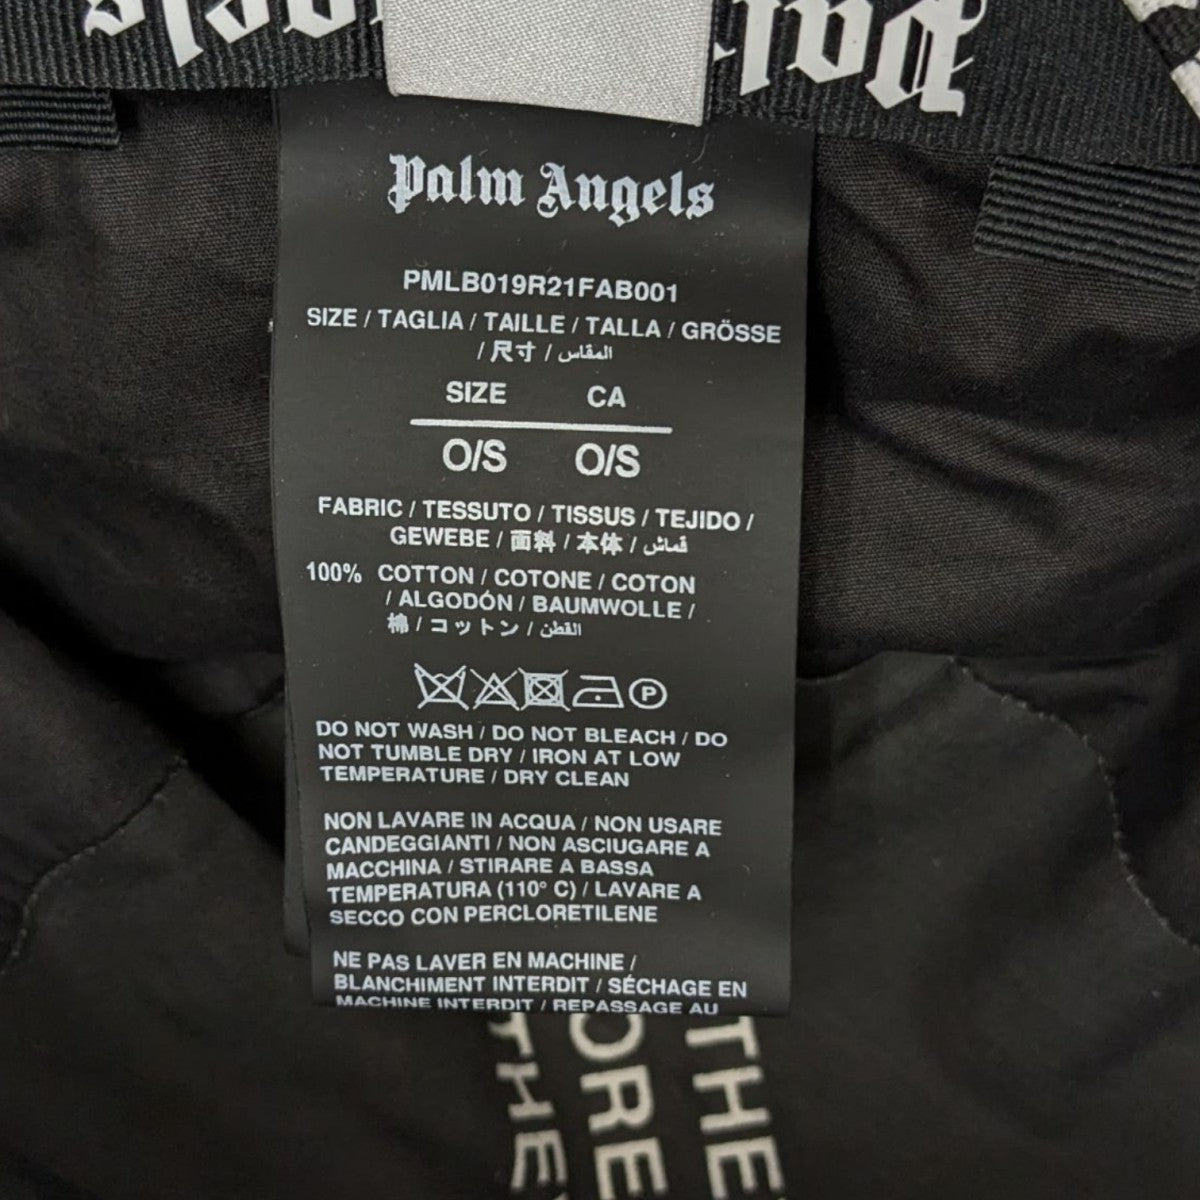 Palm Angels
PMLB019R21FAB001
SIZE / TAGLIA / TAILLE / TALLA / GRÖSSE
/ 尺寸 / المقاس
SIZE CA
O/S O/S
FABRIC / TESSUTO / TISSUS / TEJIDO /
GEWEBE / 面料 / 本体 / قماش
100% COTTON / COTONE / COTON
/ ALGODÓN / BAUMWOLLE /
棉 / コットン / القطن
P
DO NOT WASH / DO NOT BLEACH / DO
NOT TUMBLE DRY / IRON AT LOW
TEMPERATURE / DRY CLEAN
NON LAVARE IN ACQUA / NON USARE
CANDEGGIANTI / NON ASCIUGARE A
MACCHINA / STIRARE A BASSA
TEMPERATURA (110° C) / LAVARE A
SECCO CON PERCLORETILENE
NE PAS LAVER EN MACHINE /
BLANCHIMENT INTERDIT / SÉCHAGE EN
MACHINE INTERDIT / REPASSAGE AU
THE
ORE
THE